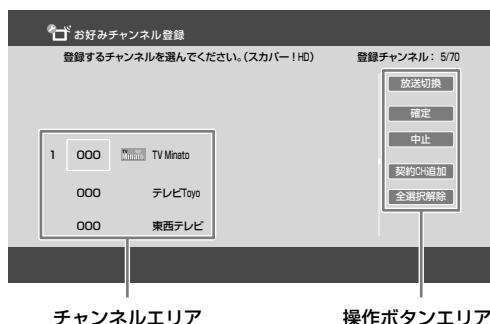 お好みチャンネル登録
登録するチャンネルを選んでください。(スカパー!HD) 登録チャンネル: 5/70
放送切換
確定
中止
契約CH追加
全選択解除
1 000 TV Minato TV Minato
000 テレビToyo
000 東西テレビ
チャンネルエリア 操作ボタンエリア